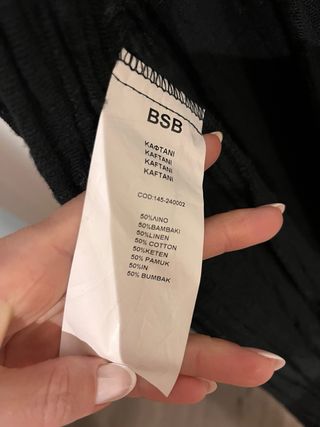 BSB
ΚΑΦΤΑΝΙ
KAFTANI
KAFTANI
KAFTANI
COD:145-240002
50%ΛΙΝΟ
50%ΒΑΜΒΑΚΙ
50%LINEN
50% COTTON
50%KETEN
50% PAMUK
50%IN
50% BUMBAK